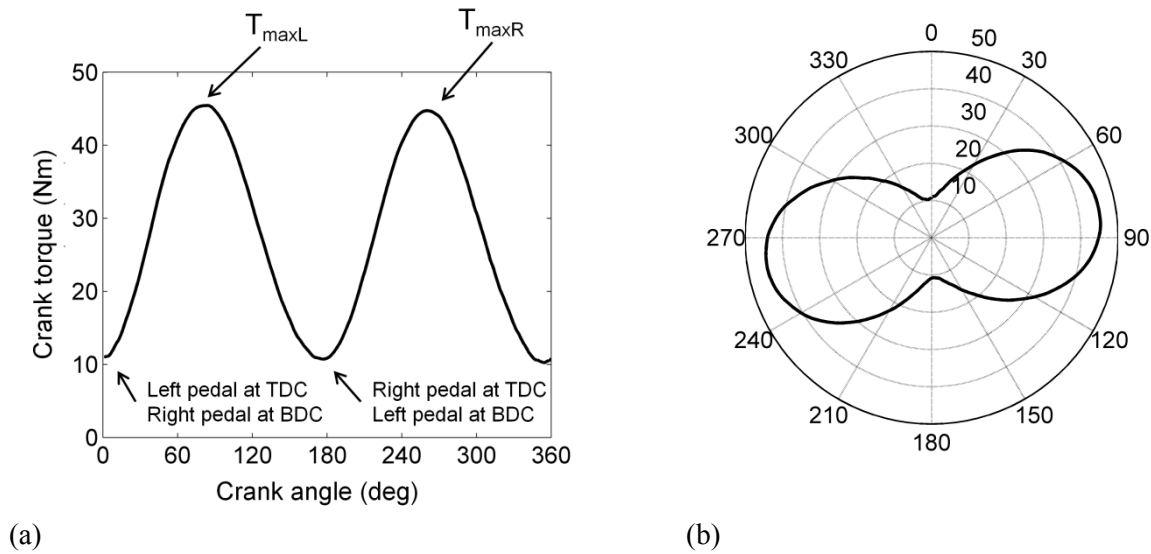 T_maxL
T_maxR
50
40
30
20
10
0
Crank torque (Nm)
Left pedal at TDC
Right pedal at BDC
Right pedal at TDC
Left pedal at BDC
0 60 120 180 240 300 360
Crank angle (deg)
(a)
0
30
60
90
120
150
180
210
240
270
300
330
50
40
30
20
10
(b)